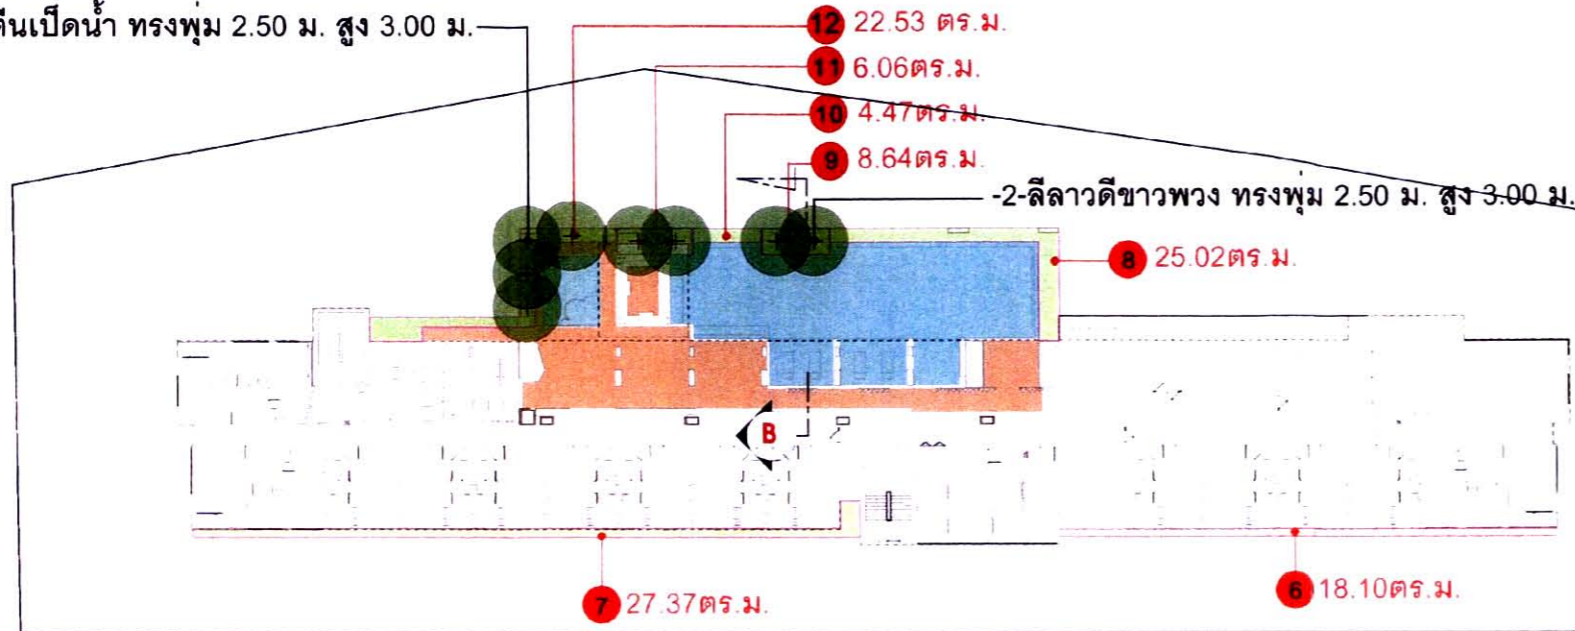 ตีนเป็ดน้ำ ทรงพุ่ม 2.50 ม. สูง 3.00 ม.
12 22.53 ตร.ม.
11 6.06ตร.ม.
10 4.47ตร.ม.
9 8.64ตร.ม.
-2-ลีลาวดีขาวพวง ทรงพุ่ม 2.50 ม. สูง 3.00 ม.
8 25.02ตร.ม.
B
7 27.37ตร.ม.
6 18.10ตร.ม.